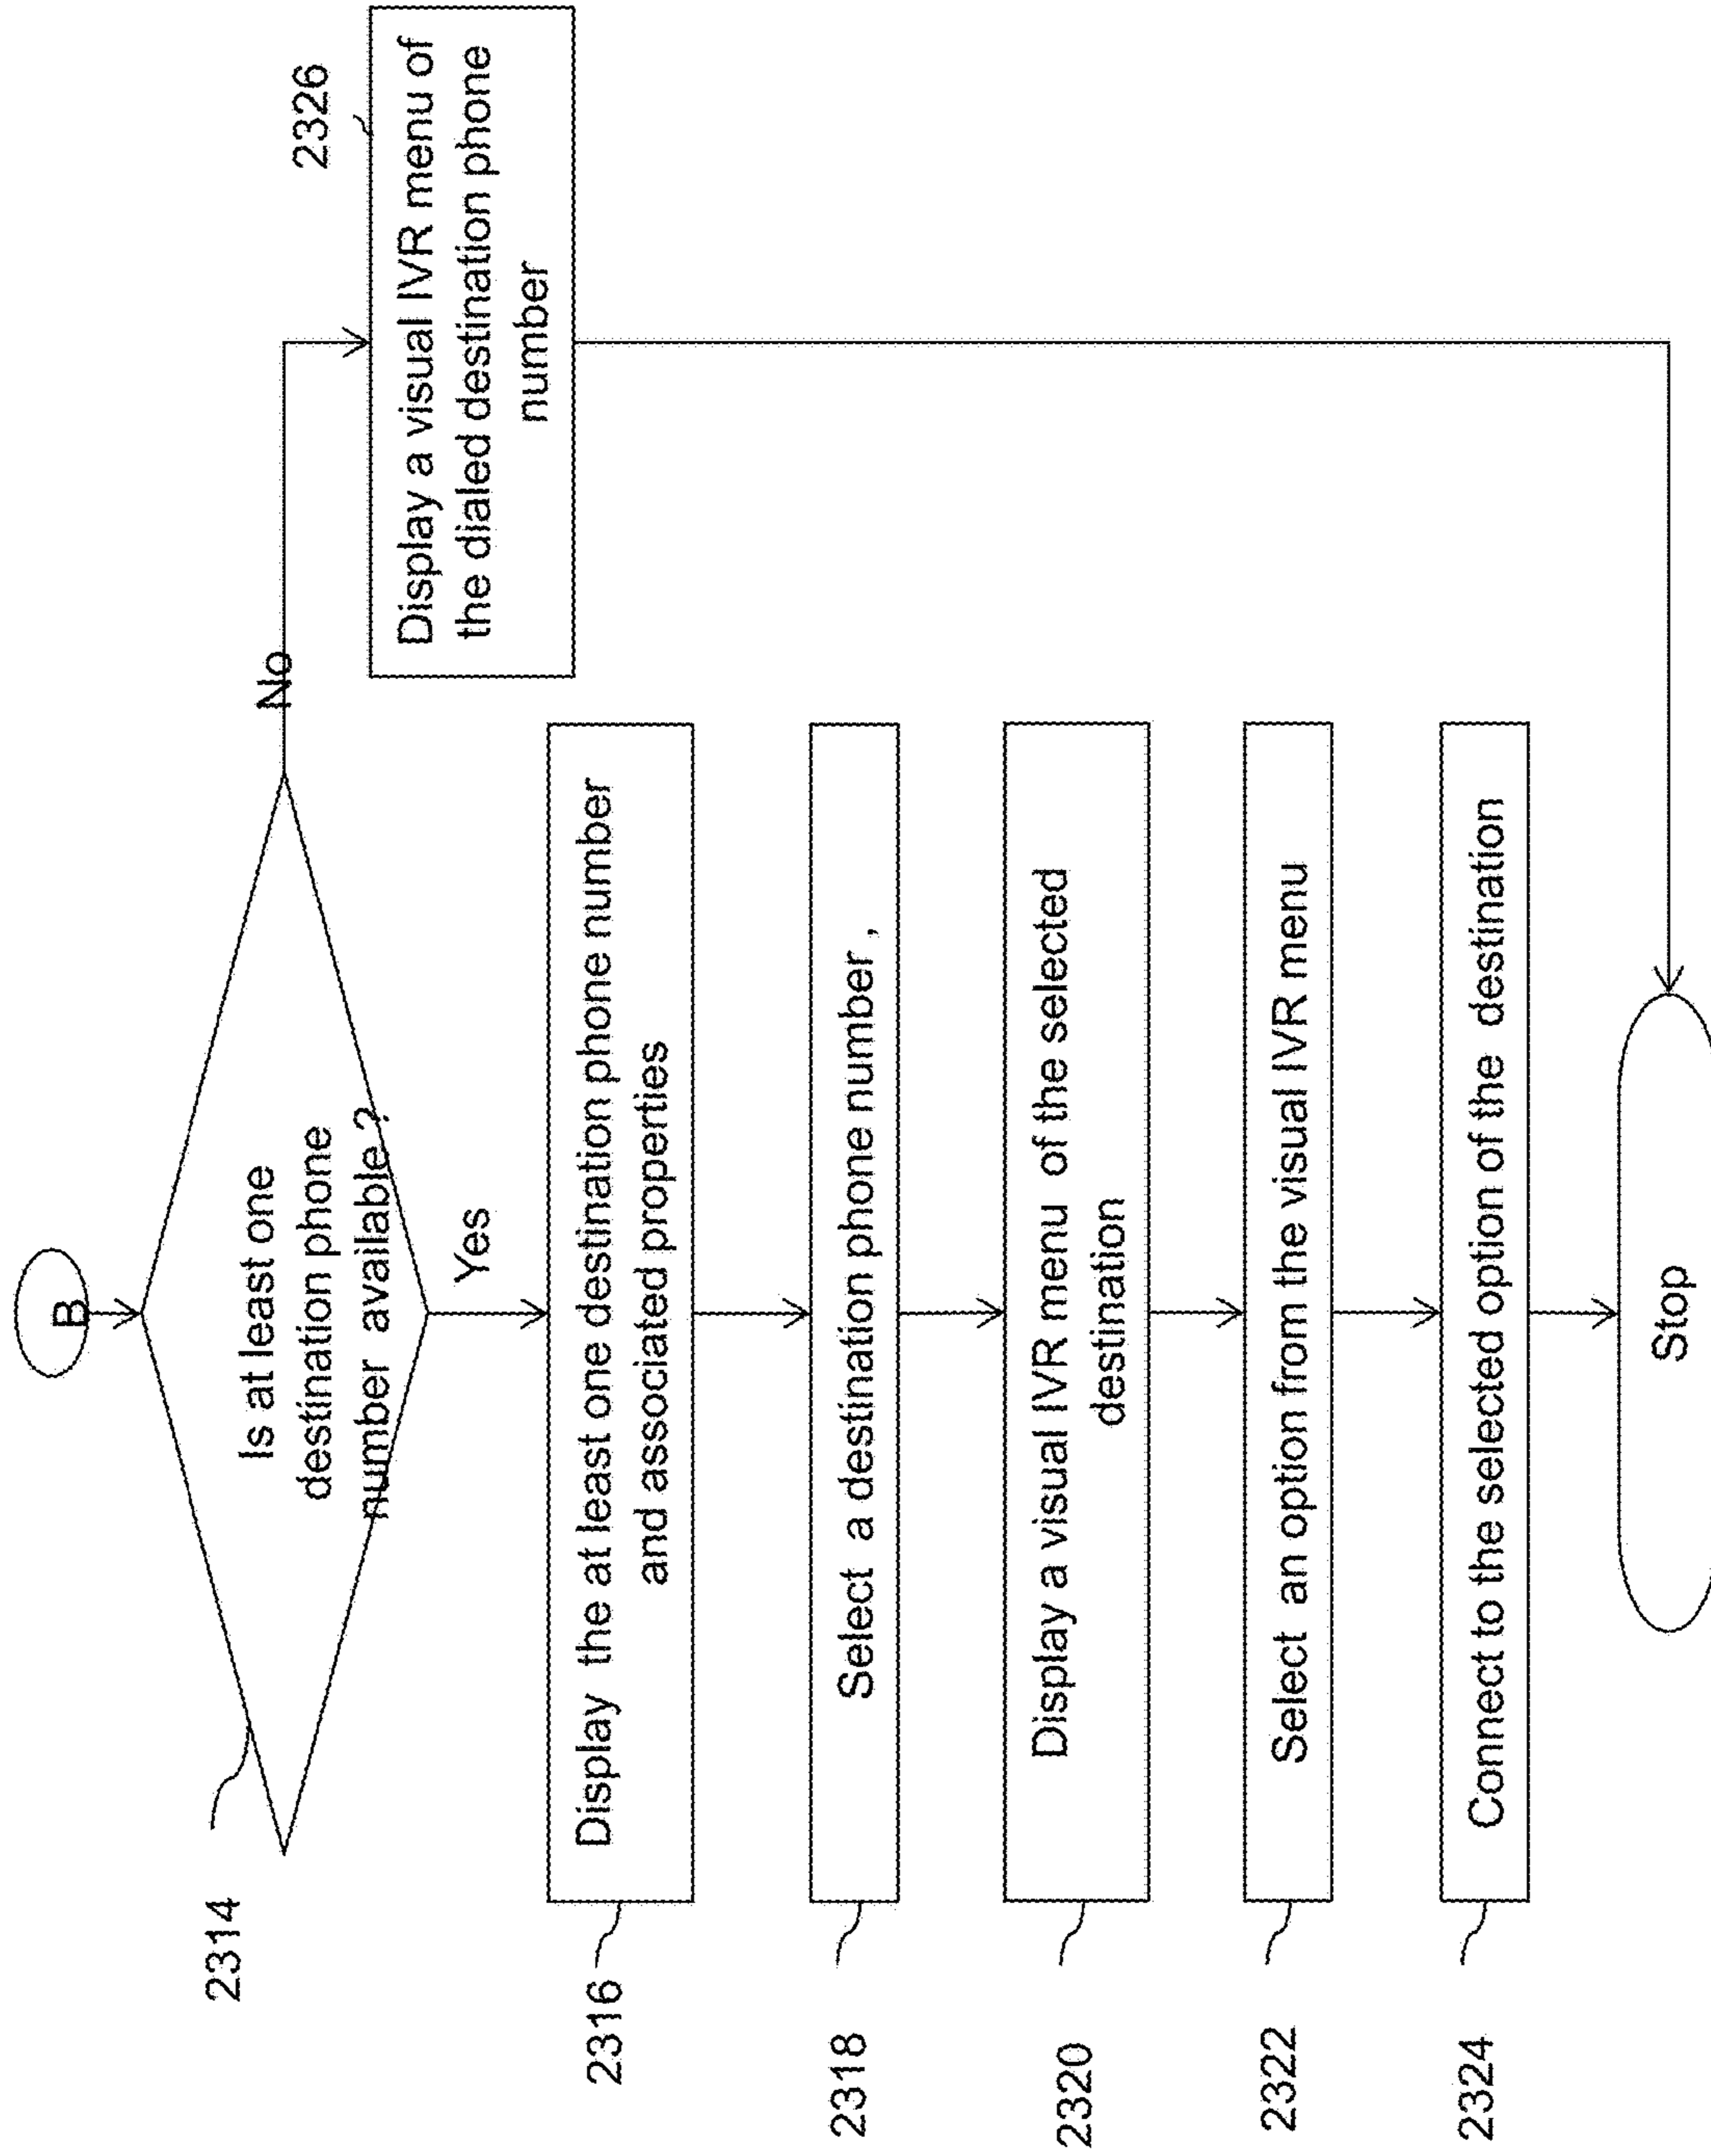 B
2314
Is at least one
destination phone
number available ?
No
Yes
2326
Display a visual IVR menu of
the dialed destination phone
number
2316
Display the at least one destination phone number
and associated properties
2318
Select a destination phone number ,
2320
Display a visual IVR menu of the selected
destination
2322
Select an option from the visual IVR menu
2324
Connect to the selected option of the destination
Stop